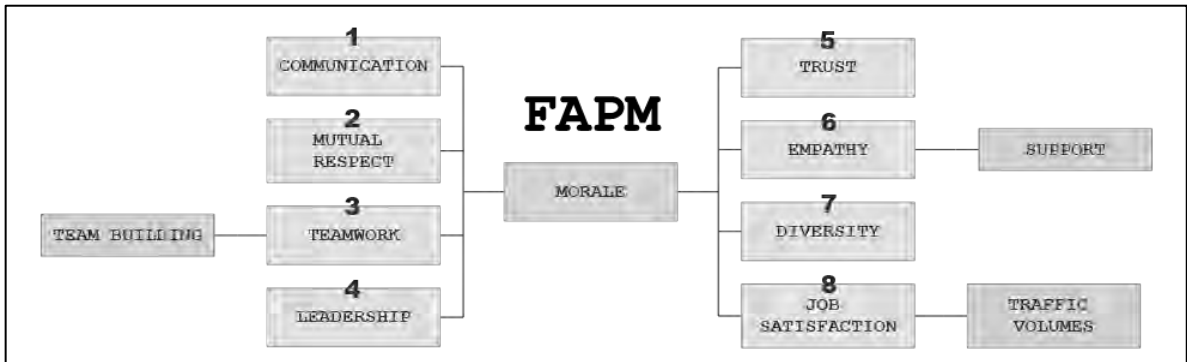 1
COMMUNICATION
2
MUTUAL
RESPECT
TEAM BUILDING
3
TEAMWORK
4
LEADERSHIP
FAPM
MORALE
5
TRUST
6
EMPATHY
SUPPORT
7
DIVERSITY
8
JOB
SATISFACTION
TRAFFIC
VOLUMES